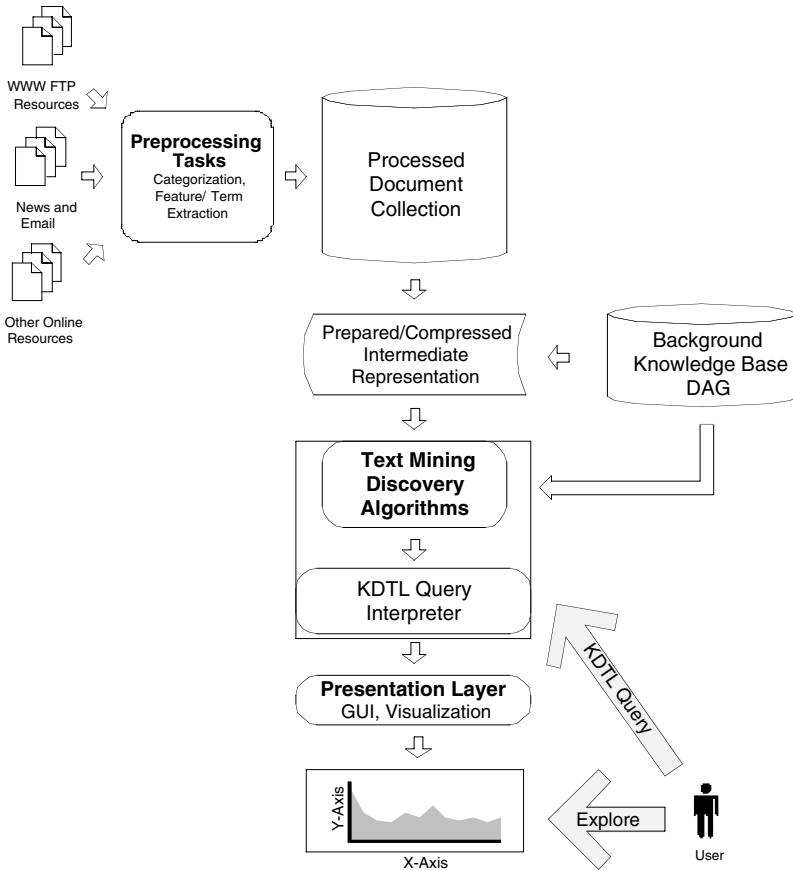 WWW FTP
Resources
News and
Email
Other Online
Resources
Preprocessing
Tasks
Categorization,
Feature/ Term
Extraction
Processed
Document
Collection
Prepared/Compressed
Intermediate
Representation
Background
Knowledge Base
DAG
Text Mining
Discovery
Algorithms
KDTL Query
Interpreter
KDTL Query
Presentation Layer
GUI, Visualization
Y-Axis
X-Axis
Explore
User